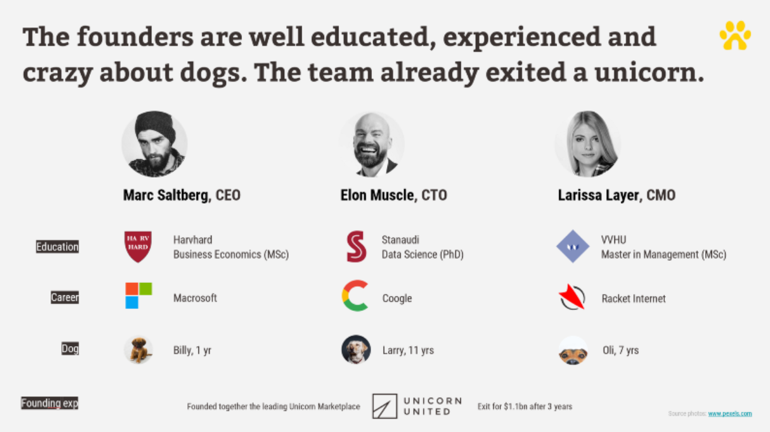 The founders are well educated, experienced and
crazy about dogs. The team already exited a unicorn.
Marc Saltberg, CEO
Elon Muscle, CTO
Larissa Layer, CMO
Education
HA RV
HARD
Harvhard
Business Economics (MSc)
Stanaudi
Data Science (PhD)
VVHU
Master in Management (MSc)
Career
Macrosoft
Coogle
Racket Internet
Dog
Billy, 1 yr
Larry, 11 yrs
Oli, 7 yrs
Founding exp
Founded together the leading Unicorn Marketplace
UNICORN
UNITED
Exit for $1.1bn after 3 years
Source photos: www.pexels.com